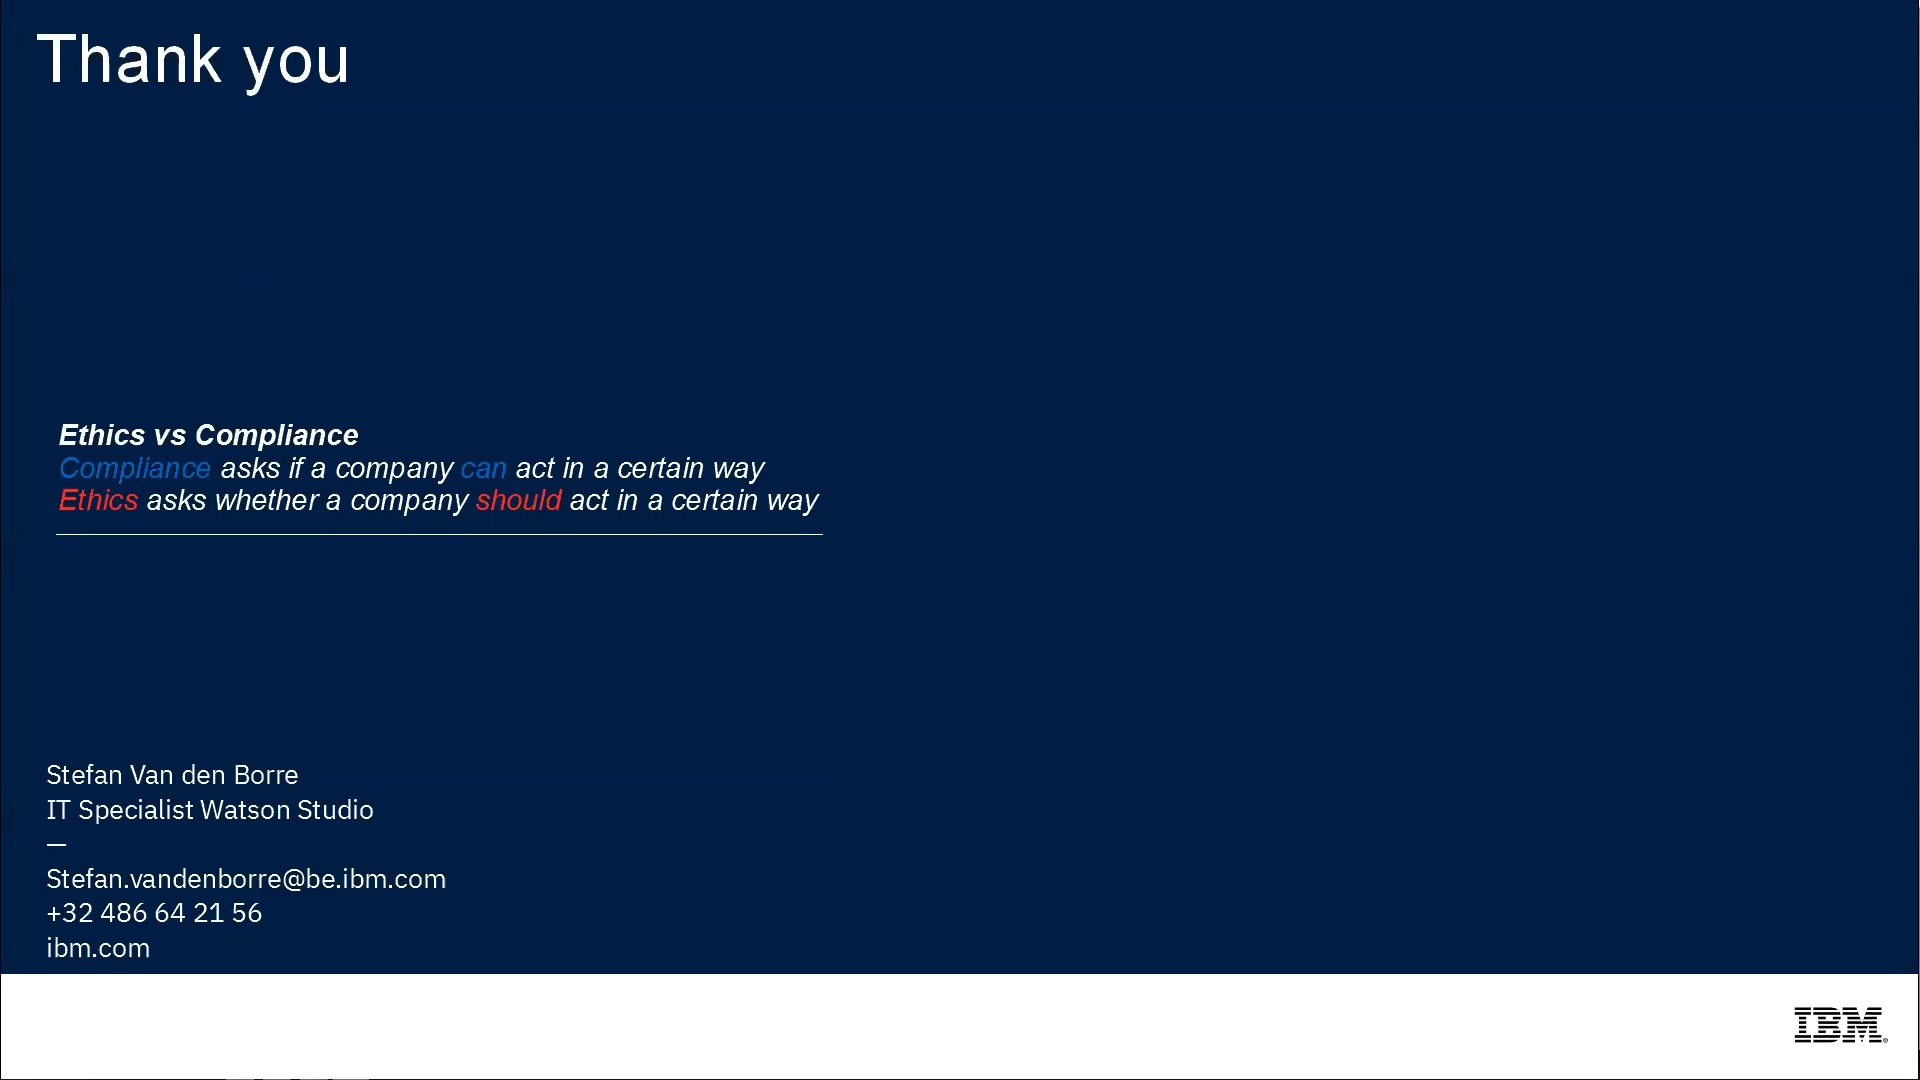 Thank you
Ethics vs Compliance
Compliance asks if a company can act in a certain way
Ethics asks whether a company should act in a certain way
Stefan Van den Borre
IT Specialist Watson Studio
—
Stefan.vandenborre@be.ibm.com
+32 486 64 21 56
ibm.com
IBM®